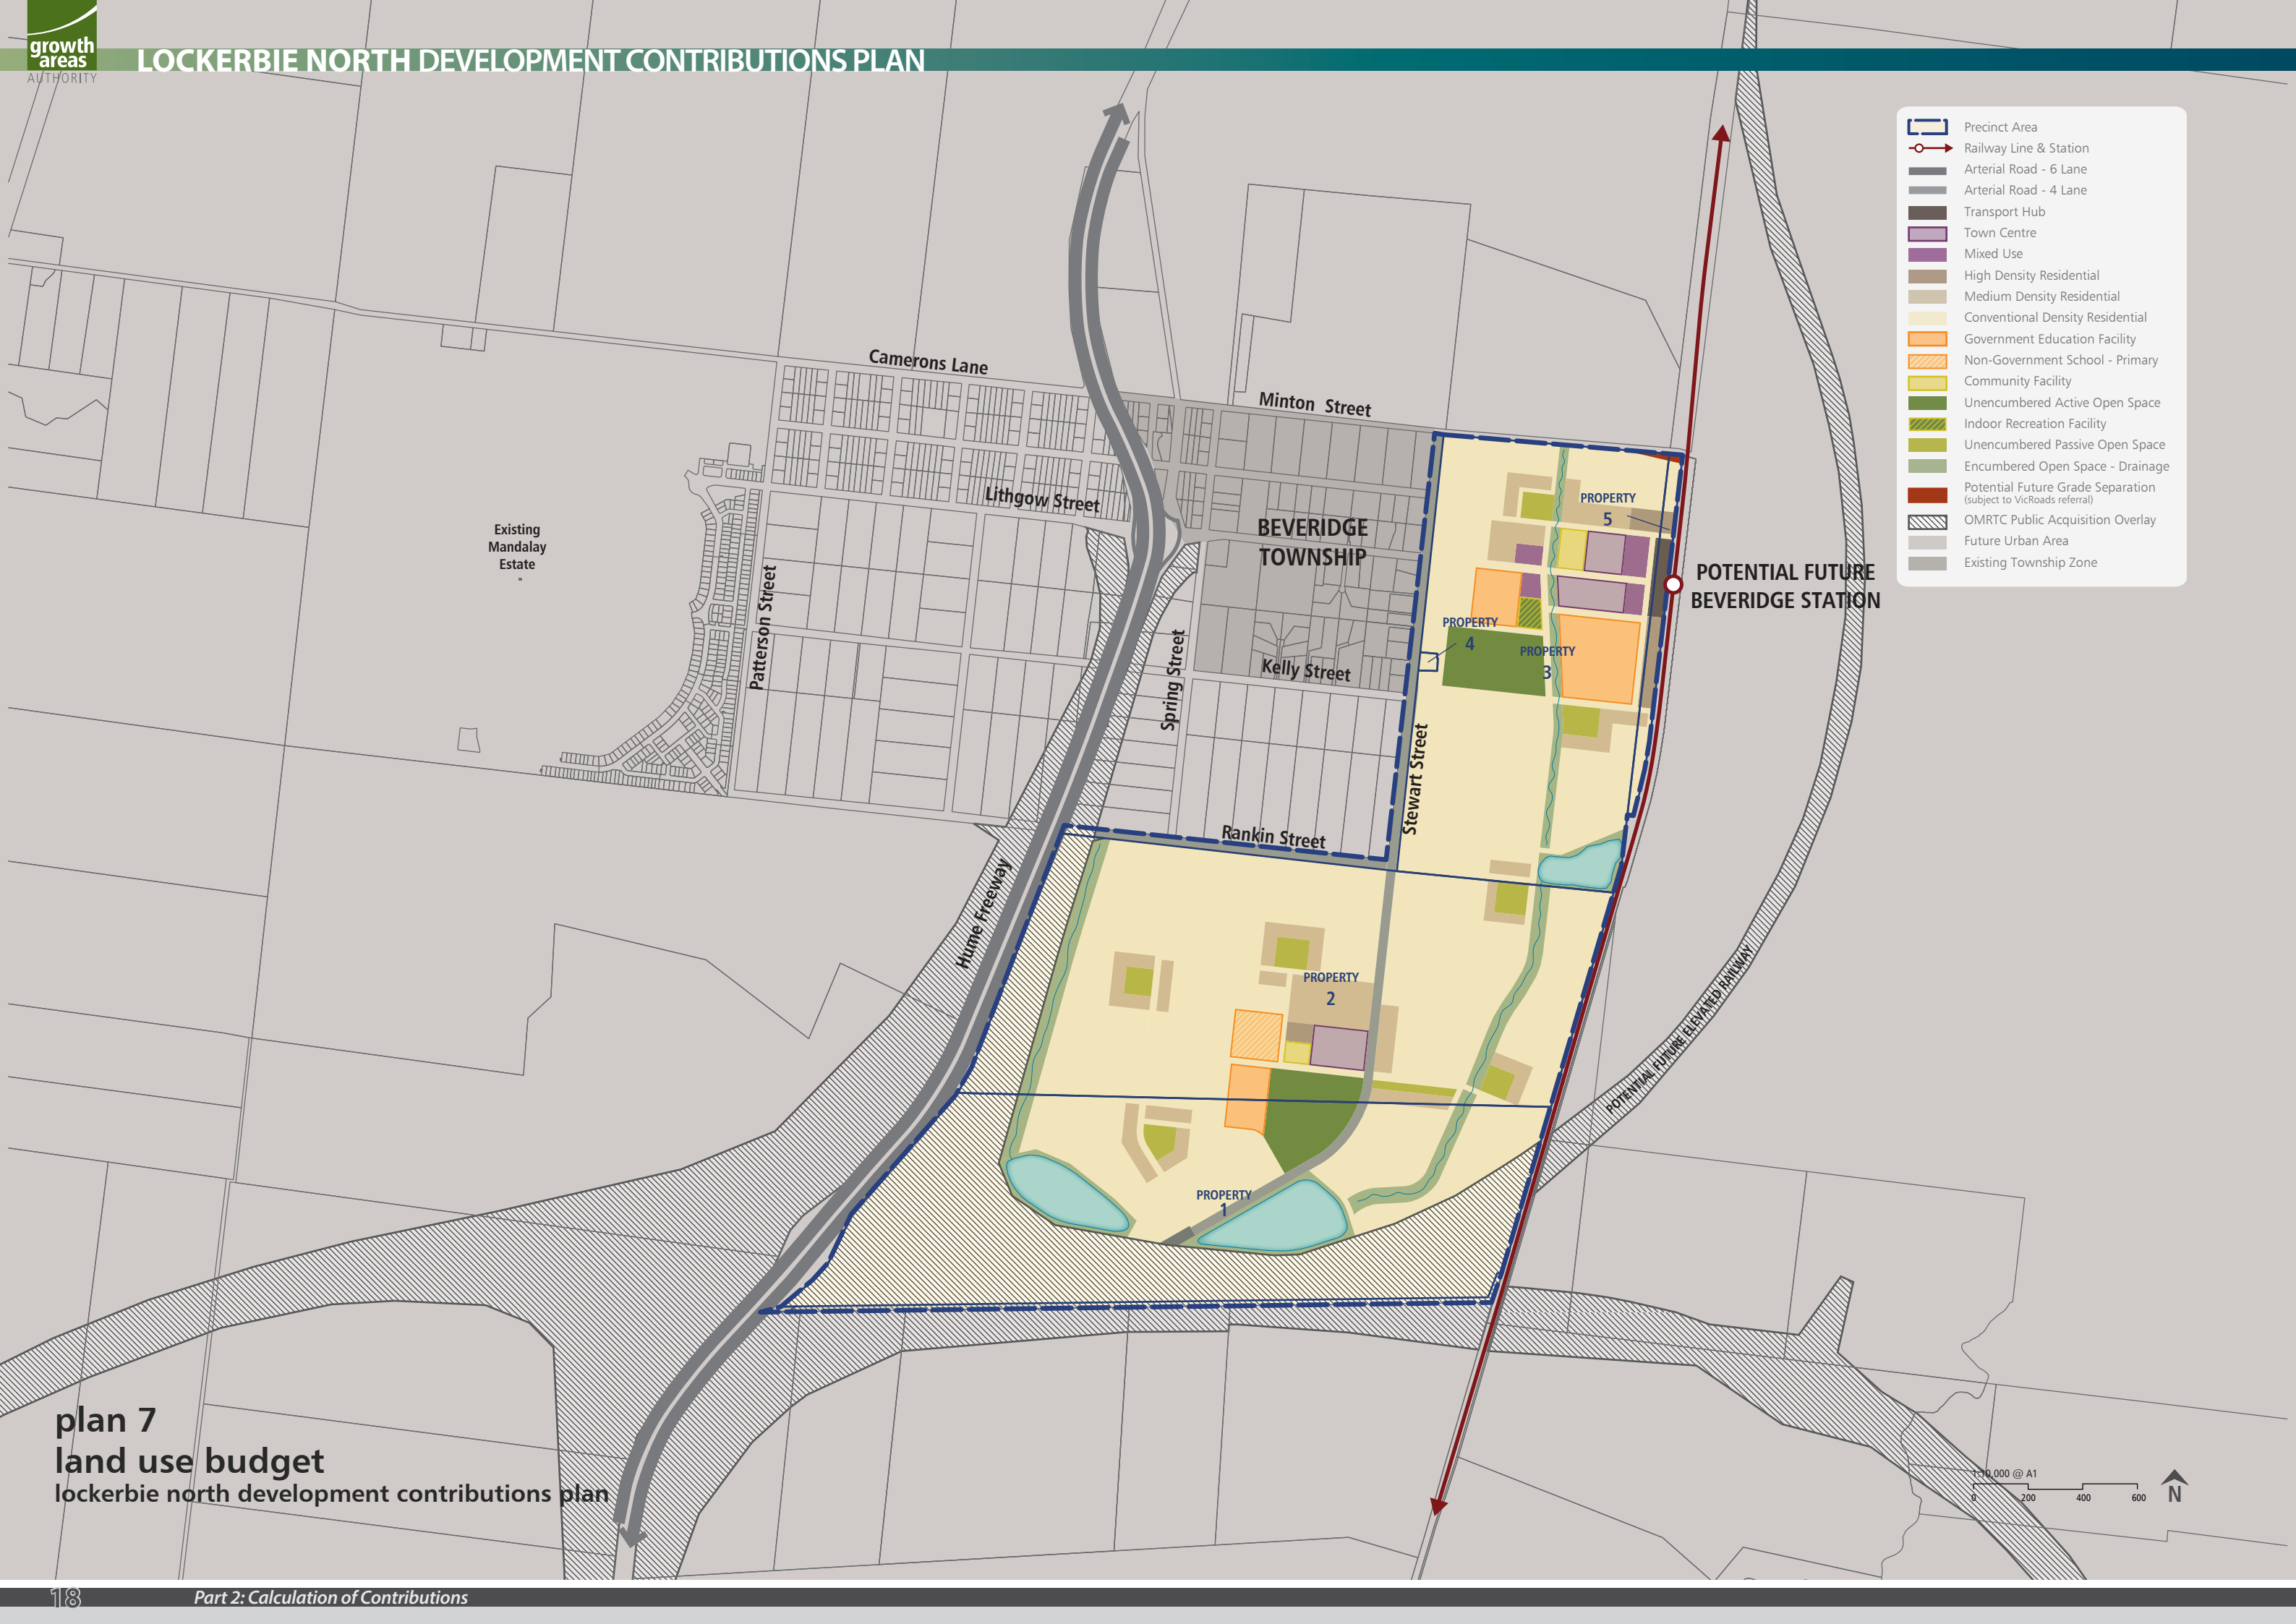 growth
areas
AUTHORITY
LOCKERBIE NORTH DEVELOPMENT CONTRIBUTIONS PLAN
Precinct Area
Railway Line & Station
Arterial Road - 6 Lane
Arterial Road - 4 Lane
Transport Hub
Town Centre
Mixed Use
High Density Residential
Medium Density Residential
Conventional Density Residential
Government Education Facility
Non-Government School - Primary
Community Facility
Unencumbered Active Open Space
Indoor Recreation Facility
Unencumbered Passive Open Space
Encumbered Open Space - Drainage
Potential Future Grade Separation
(subject to VicRoads referral)
OMRTC Public Acquisition Overlay
Future Urban Area
Existing Township Zone
Camerons Lane
Minton Street
Lithgow Street
BEVERIDGE
TOWNSHIP
Existing
Mandalay
Estate
Patterson Street
Spring Street
Kelly Street
Stewart Street
Rankin Street
Hume Freeway
PROPERTY
5
POTENTIAL FUTURE
BEVERIDGE STATION
PROPERTY
4
PROPERTY
3
PROPERTY
2
PROPERTY
1
POTENTIAL FUTURE ELEVATED RAILWAY
plan 7
land use budget
lockerbie north development contributions plan
1:10,000 @ A1
0 200 400 600
N
18
Part 2: Calculation of Contributions